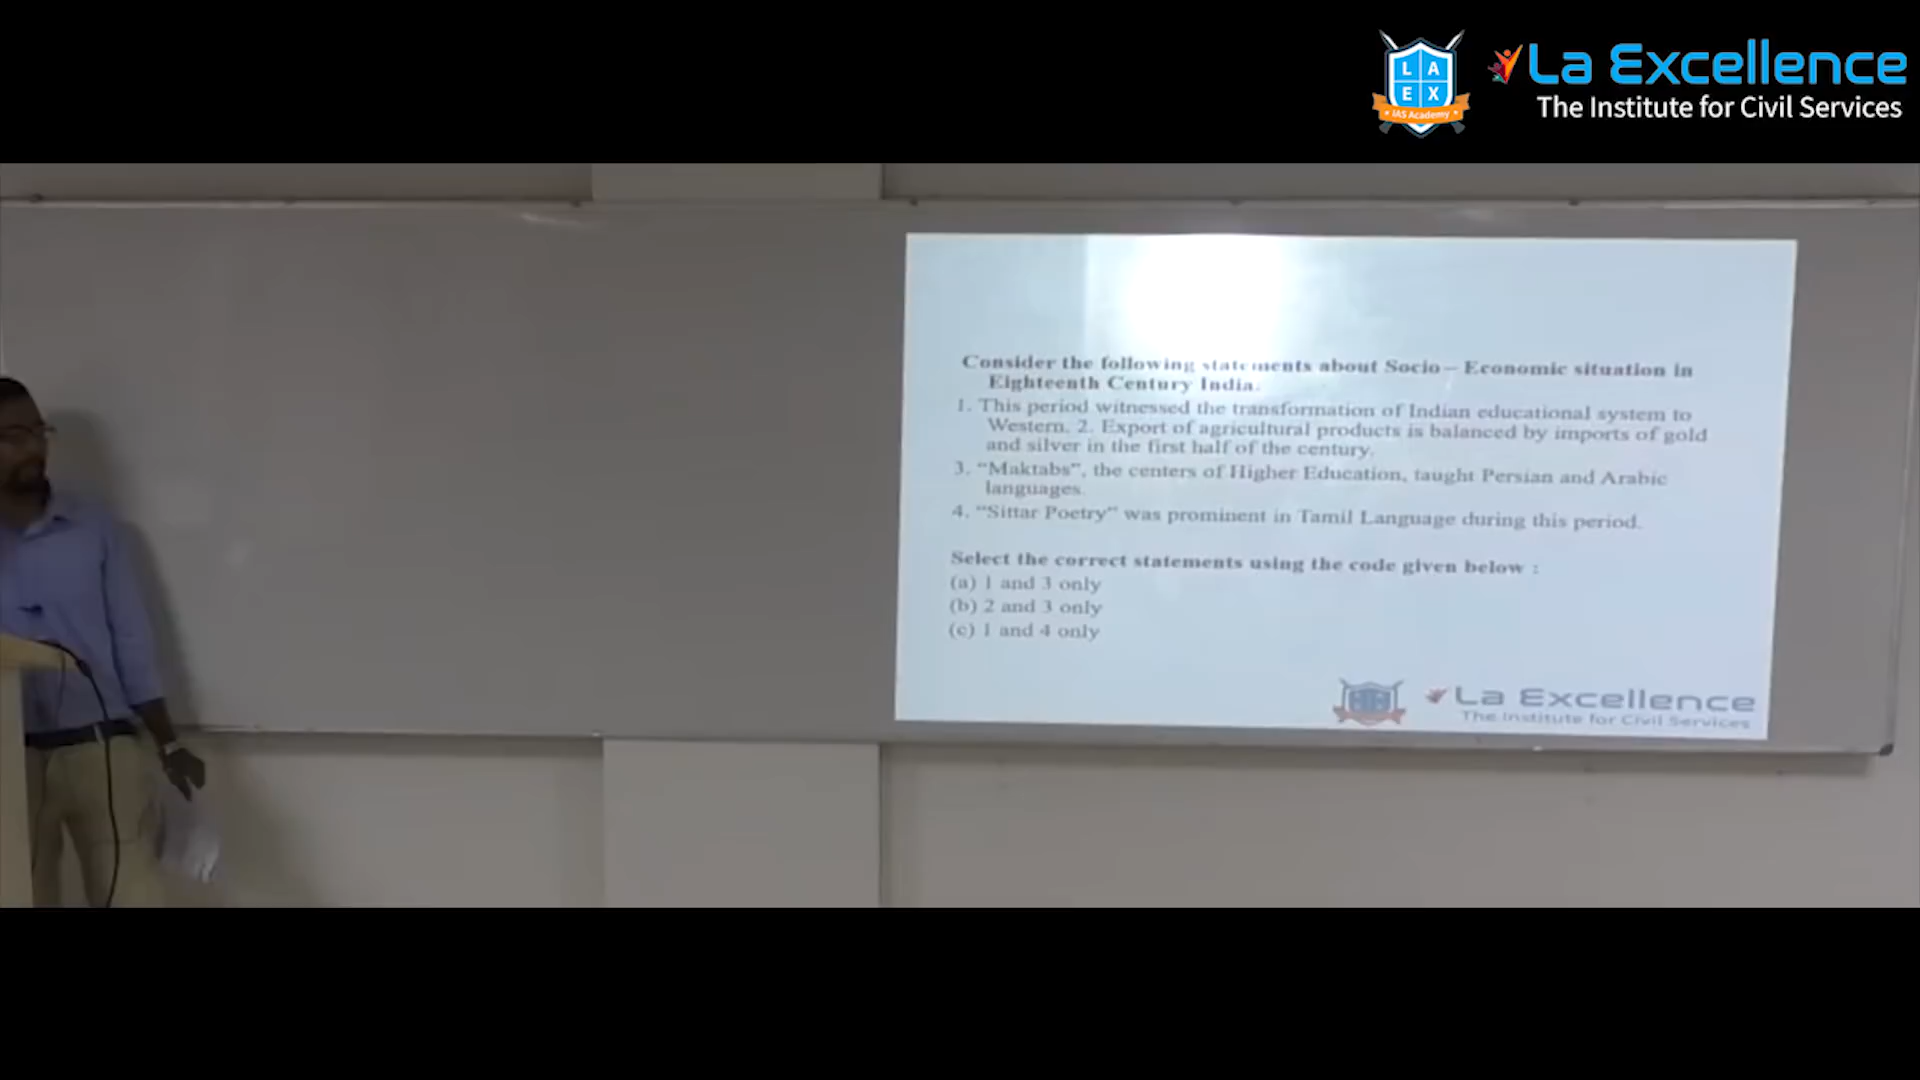 L A
E X
IAS Academy
La Excellence
The Institute for Civil Services
Consider the following statements about Socio – Economic situation in
Eighteenth Century India.
1. This period witnessed the transformation of Indian educational system to
Western. 2. Export of agricultural products is balanced by imports of gold
and silver in the first half of the century.
3. “Maktabs”, the centers of Higher Education, taught Persian and Arabic
languages.
4. “Sittar Poetry” was prominent in Tamil Language during this period.
Select the correct statements using the code given below :
(a) 1 and 3 only
(b) 2 and 3 only
(c) 1 and 4 only
La Excellence
The Institute for Civil Services